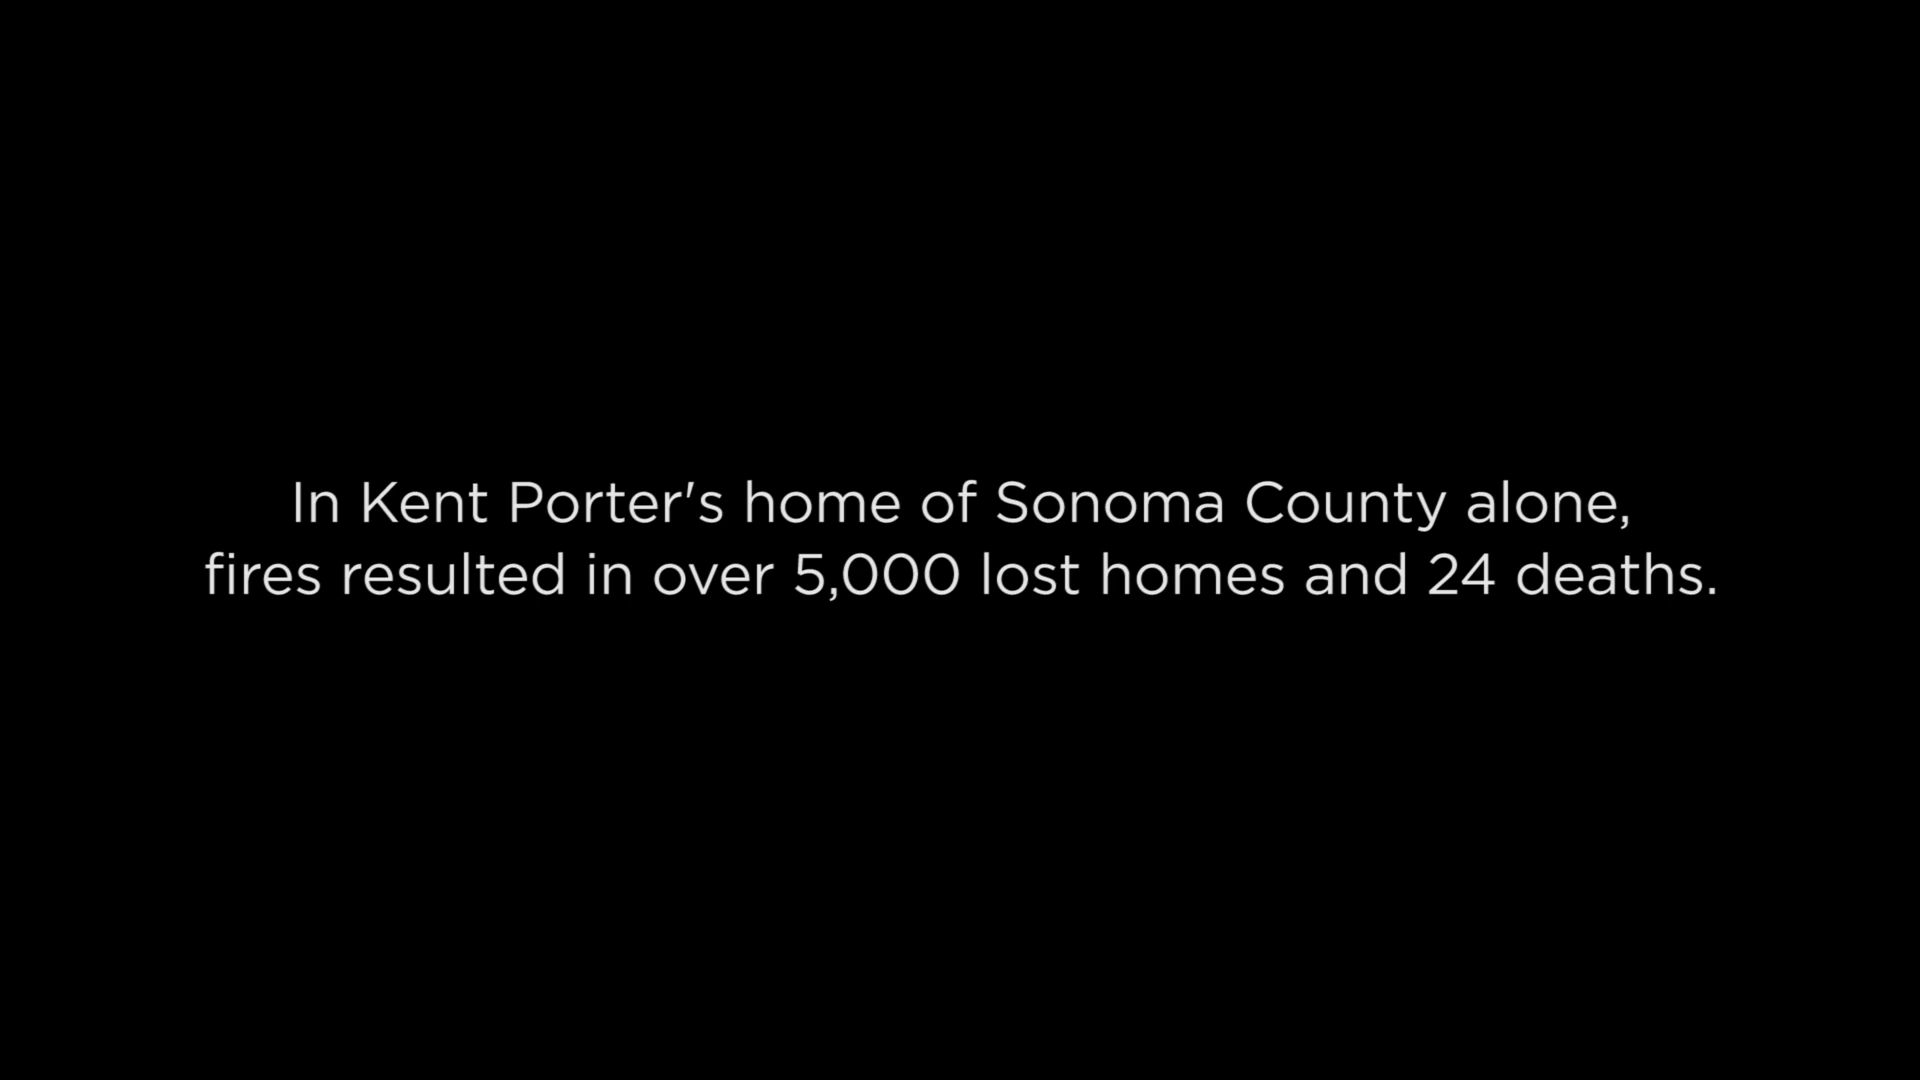 In Kent Porter's home of Sonoma County alone,
fires resulted in over 5,000 lost homes and 24 deaths.